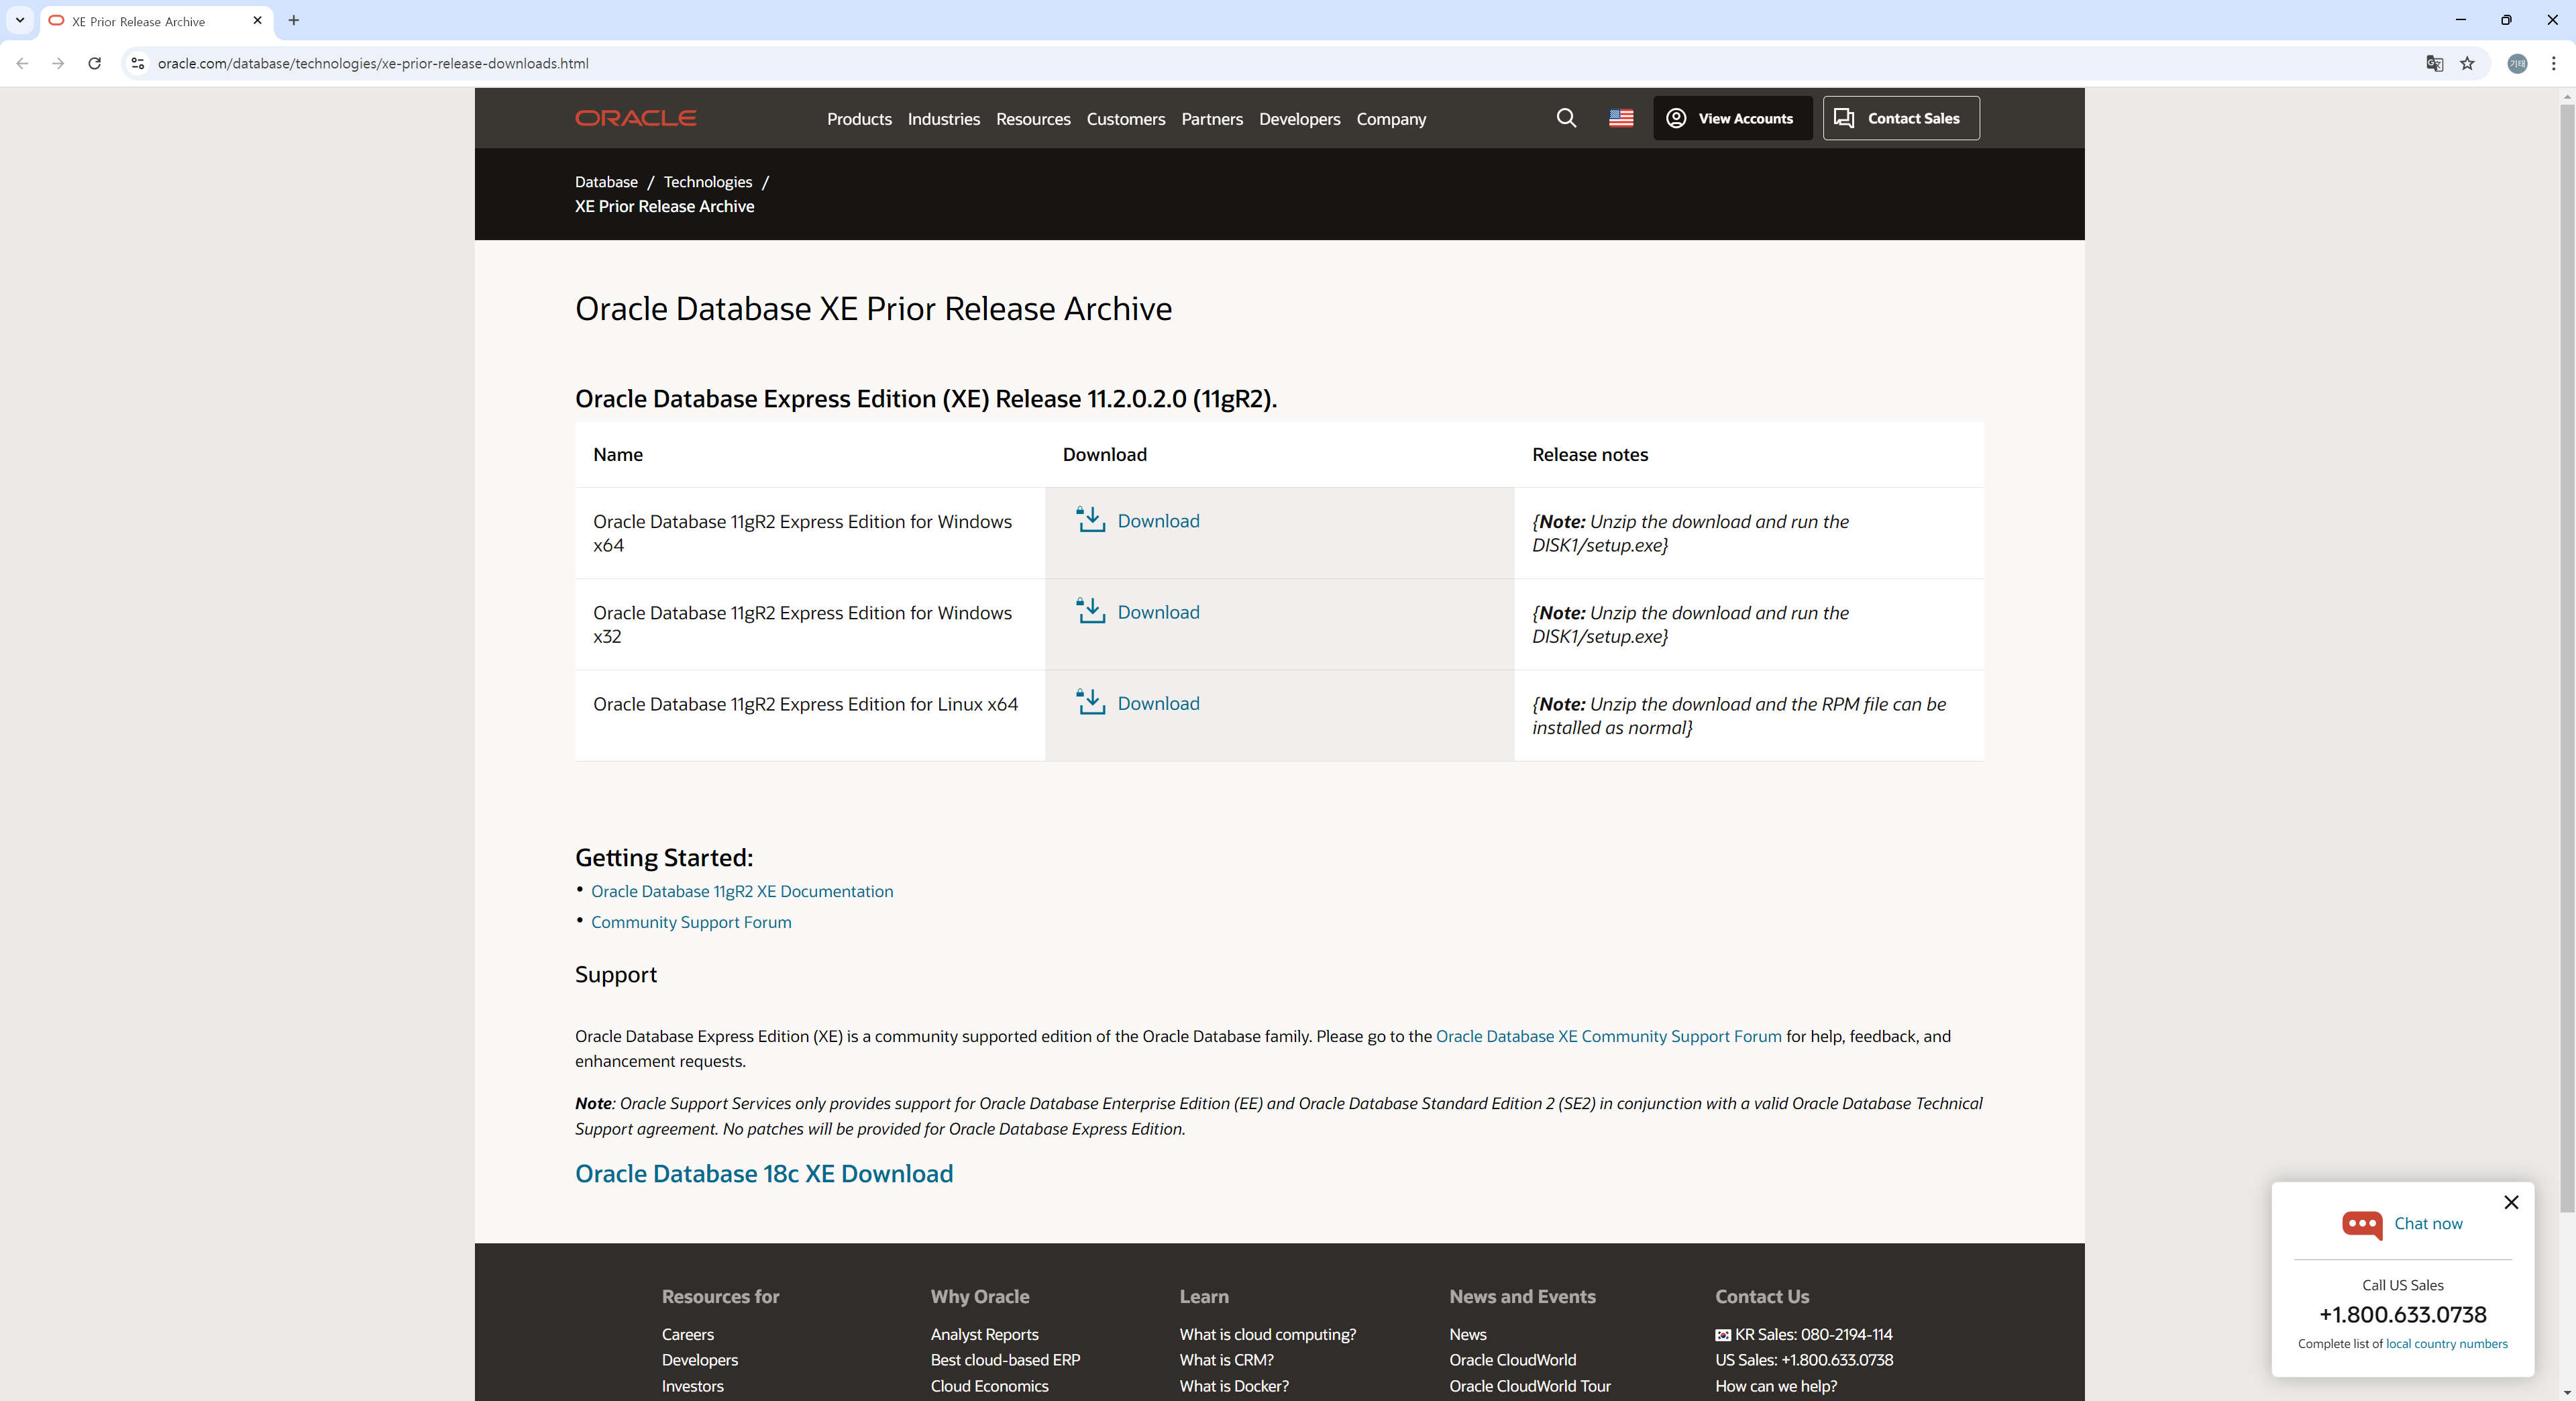 XE Prior Release Archive
oracle.com/database/technologies/xe-prior-release-downloads.html
기태
ORACLE
Products Industries Resources Customers Partners Developers Company
View Accounts
Contact Sales
Database / Technologies /
XE Prior Release Archive
Oracle Database XE Prior Release Archive
Oracle Database Express Edition (XE) Release 11.2.0.2.0 (11gR2).
Name Download Release notes
Oracle Database 11gR2 Express Edition for Windows
x64
Download
{Note: Unzip the download and run the
DISK1/setup.exe}
Oracle Database 11gR2 Express Edition for Windows
x32
Download
{Note: Unzip the download and run the
DISK1/setup.exe}
Oracle Database 11gR2 Express Edition for Linux x64
Download
{Note: Unzip the download and the RPM file can be
installed as normal}
Getting Started:
• Oracle Database 11gR2 XE Documentation
• Community Support Forum
Support
Oracle Database Express Edition (XE) is a community supported edition of the Oracle Database family. Please go to the Oracle Database XE Community Support Forum for help, feedback, and
enhancement requests.
Note: Oracle Support Services only provides support for Oracle Database Enterprise Edition (EE) and Oracle Database Standard Edition 2 (SE2) in conjunction with a valid Oracle Database Technical
Support agreement. No patches will be provided for Oracle Database Express Edition.
Oracle Database 18c XE Download
Chat now
Call US Sales
+1.800.633.0738
Complete list of local country numbers
Resources for
Careers
Developers
Investors
Why Oracle
Analyst Reports
Best cloud-based ERP
Cloud Economics
Learn
What is cloud computing?
What is CRM?
What is Docker?
News and Events
News
Oracle CloudWorld
Oracle CloudWorld Tour
Contact Us
KR Sales: 080-2194-114
US Sales: +1.800.633.0738
How can we help?